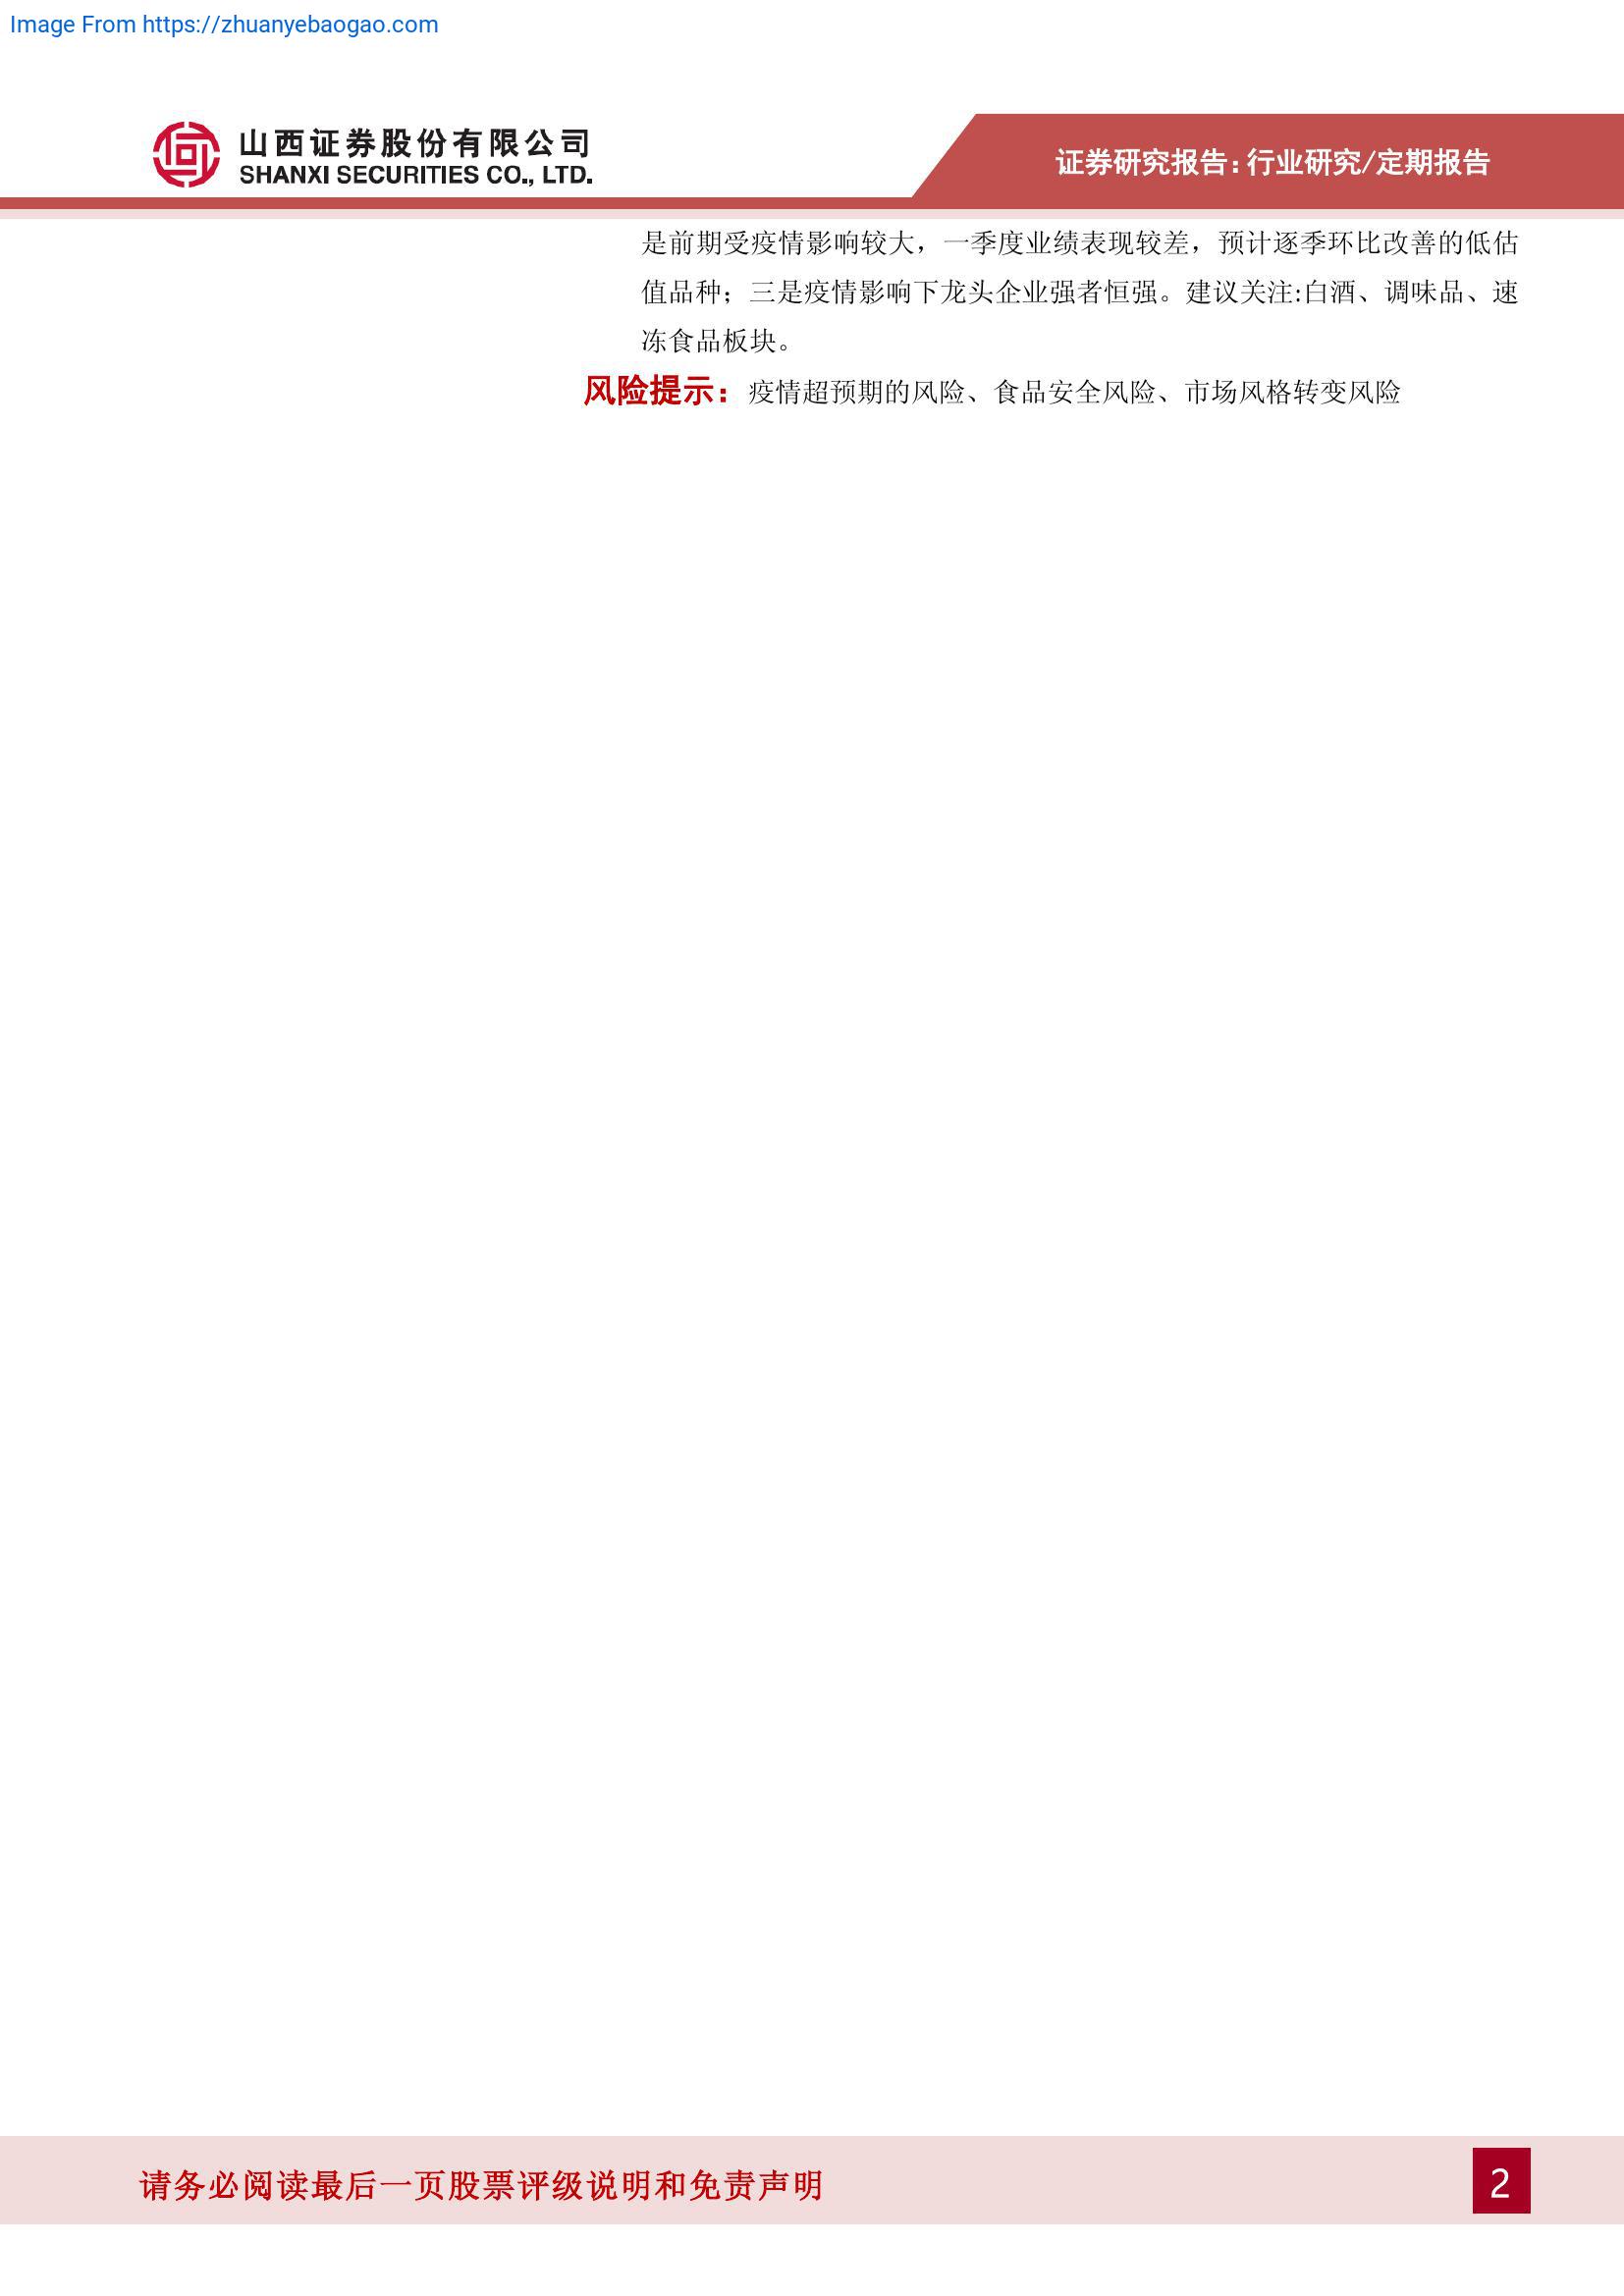 Image From https://zhuanyebaogao.com
山西证券股份有限公司
SHANXI SECURITIES CO., LTD.
证券研究报告:行业研究/定期报告
是前期受疫情影响较大，一季度业绩表现较差，预计逐季环比改善的低估
值品种；三是疫情影响下龙头企业强者恒强。建议关注:白酒、调味品、速
冻食品板块。
风险提示：疫情超预期的风险、食品安全风险、市场风格转变风险
请务必阅读最后一页股票评级说明和免责声明
2